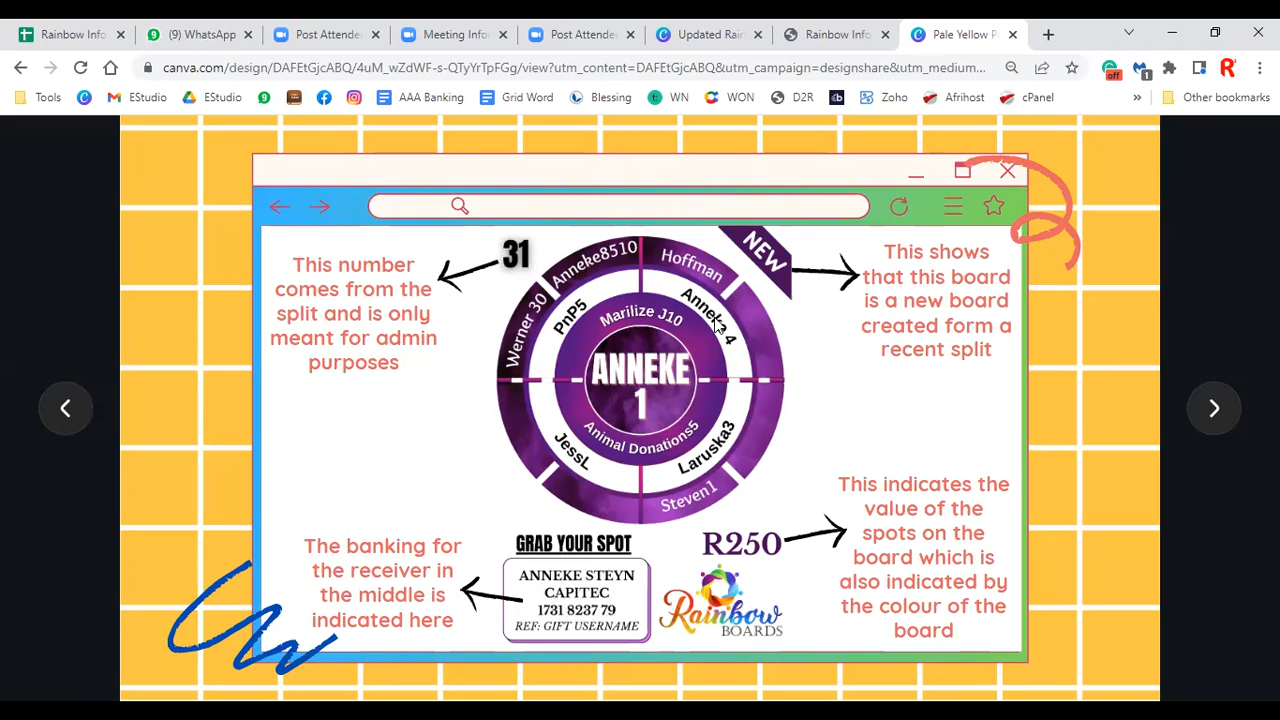 Rainbow Info
(9) WhatsApp
Post Attende
Meeting Info
Post Attende
Updated Rai
Rainbow Info
Pale Yellow P
canva.com/design/DAFEtGjcABQ/4uM_wZdWF-s-QTyYrTpFGg/view?utm_content=DAFEtGjcABQ&utm_campaign=designshare&utm_medium...
off
1
Tools
EStudio
EStudio
9
AAA Banking
Grid Word
Blessing
WN
WON
D2R
Zoho
Afrihost
cPanel
»
Other bookmarks
31
NEW
This number
comes from the
split and is only
meant for admin
purposes
This shows
that this board
is a new board
created form a
recent split
Werner 30
Anneke8510
Hoffman
PnP5
Anneke 4
Marilize J10
ANNEKE
1
Animal Donations5
JessL
Laruska3
Steven1
The banking for
the receiver in
the middle is
indicated here
GRAB YOUR SPOT
ANNEKE STEYN
CAPITEC
1731 8237 79
REF: GIFT USERNAME
R250
Rainbow
BOARDS
This indicates the
value of the
spots on the
board which is
also indicated by
the colour of the
board